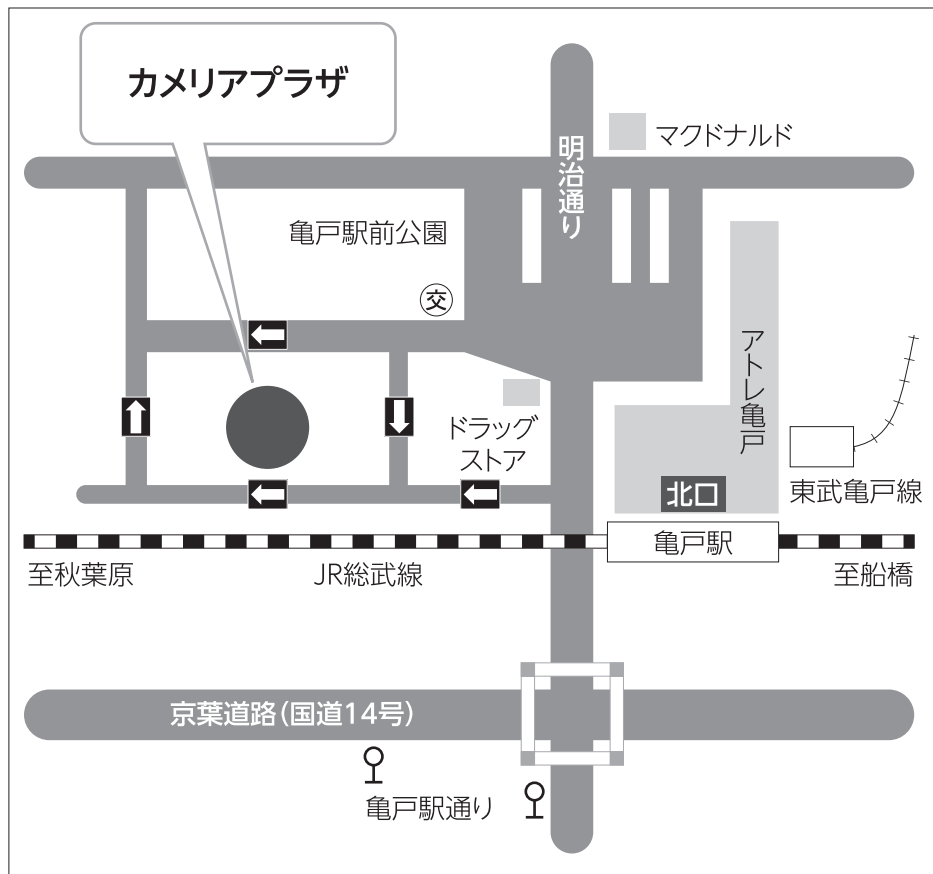 カメリアプラザ
マクドナルド
明治通り
亀戸駅前公園
交
アトレ亀戸
ドラッグ
ストア
北口
東武亀戸線
亀戸駅
至秋葉原
JR総武線
至船橋
京葉道路(国道14号)
亀戸駅通り